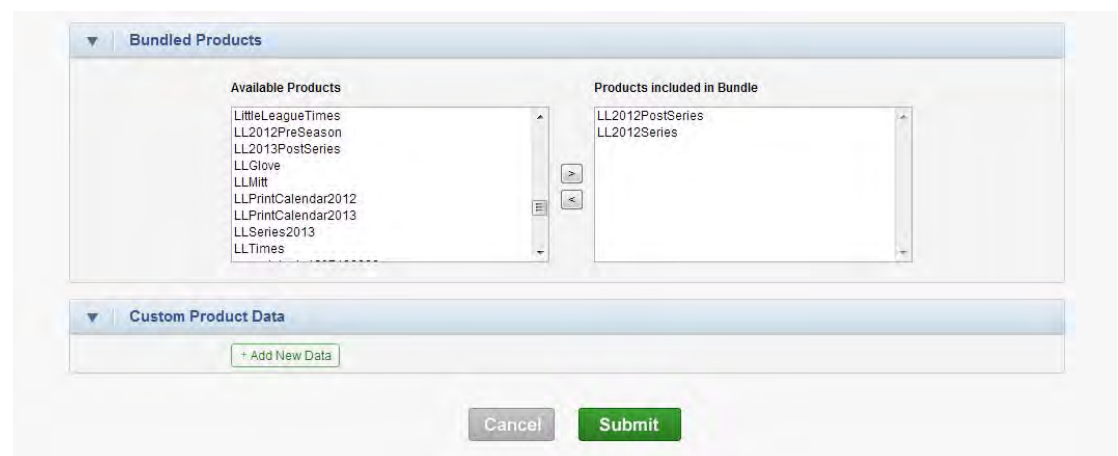 Bundled Products
Available Products
LittleLeagueTimes
LL2012PreSeason
LL2013PostSeries
LLGlove
LLMitt
LLPrintCalendar2012
LLPrintCalendar2013
LLSeries2013
LLTimes
>
<
Products included in Bundle
LL2012PostSeries
LL2012Series
Custom Product Data
+ Add New Data
Cancel Submit